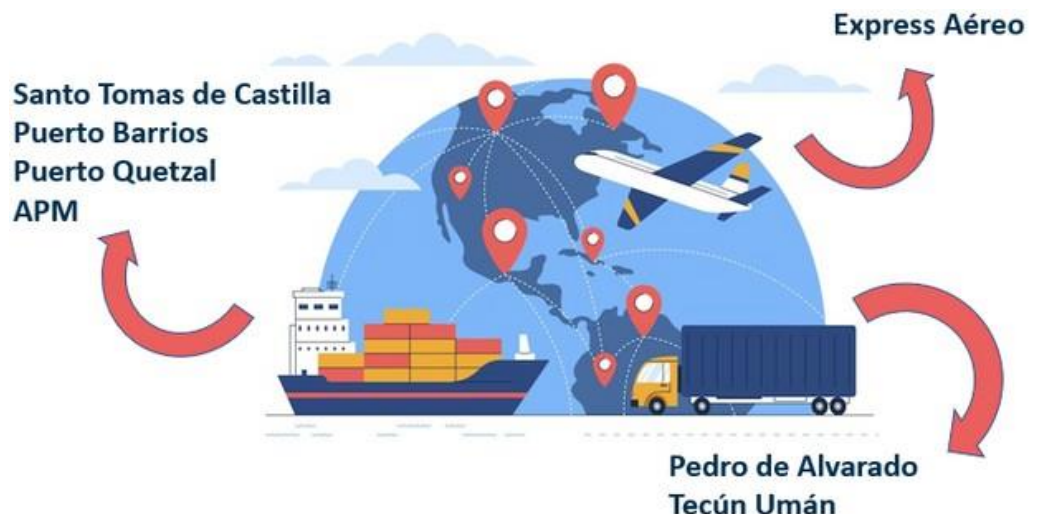 Express Aéreo
Santo Tomas de Castilla
Puerto Barrios
Puerto Quetzal
APM
Pedro de Alvarado
Tecún Umán